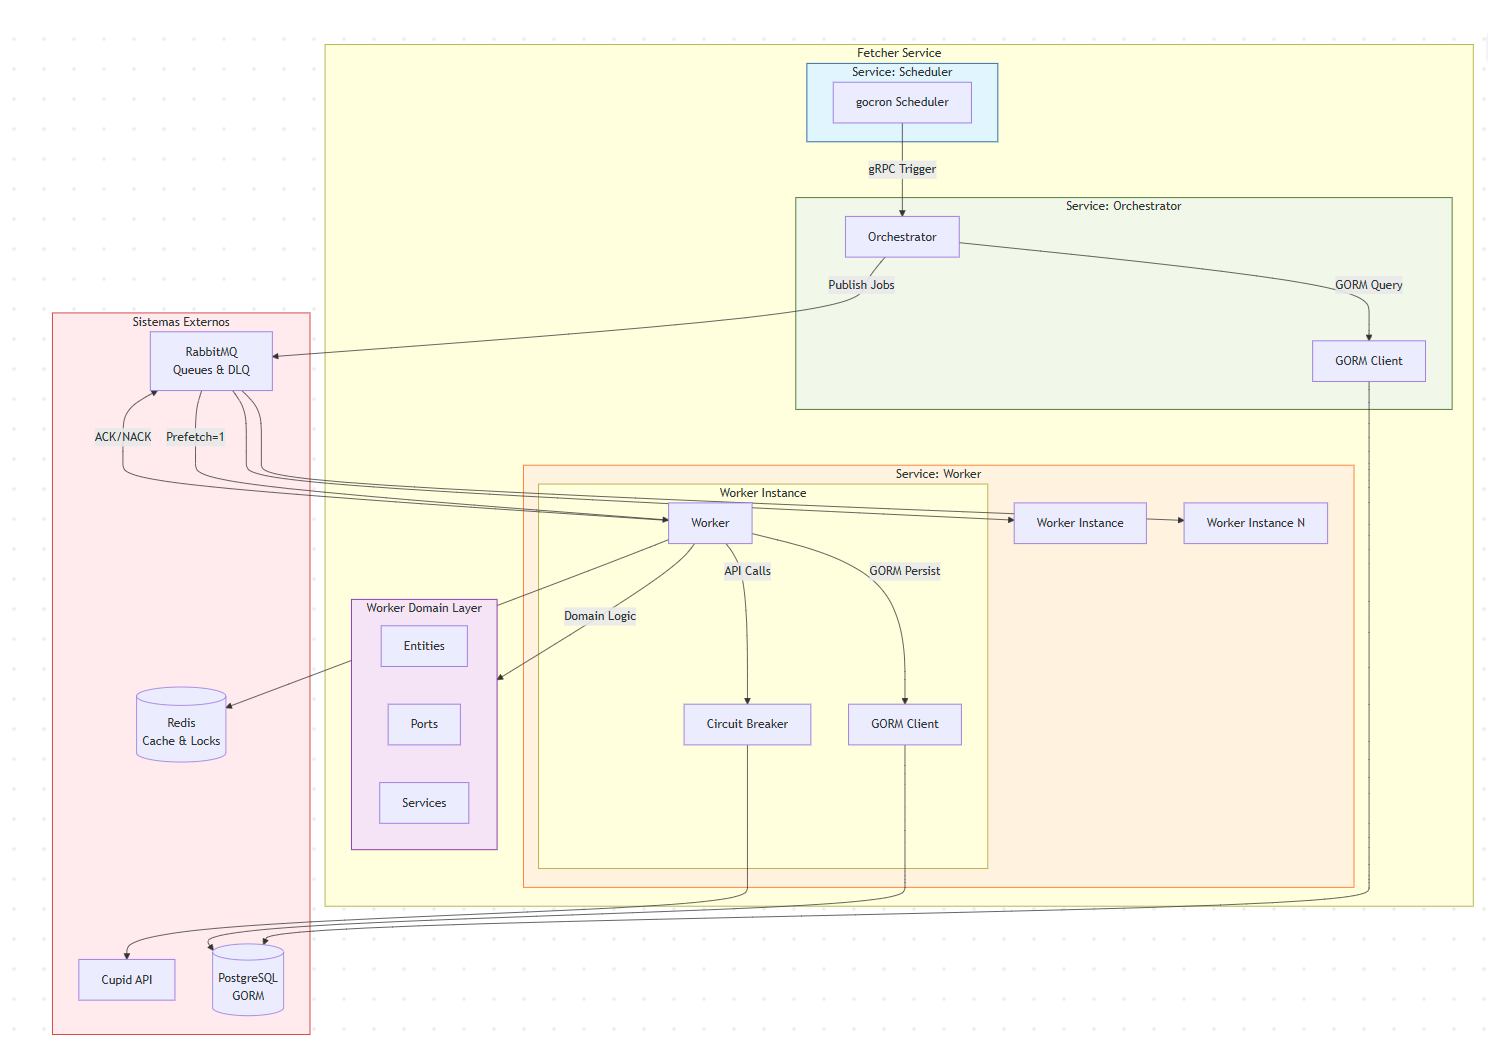 Fetcher Service
Service: Scheduler
gocron Scheduler
gRPC Trigger
Service: Orchestrator
Orchestrator
Publish Jobs
GORM Query
GORM Client
Sistemas Externos
RabbitMQ
Queues & DLQ
ACK/NACK
Prefetch=1
Service: Worker
Worker Instance
Worker
Worker Instance
Worker Instance N
API Calls
GORM Persist
Domain Logic
Worker Domain Layer
Entities
Ports
Services
Circuit Breaker
GORM Client
Redis
Cache & Locks
Cupid API
PostgreSQL
GORM